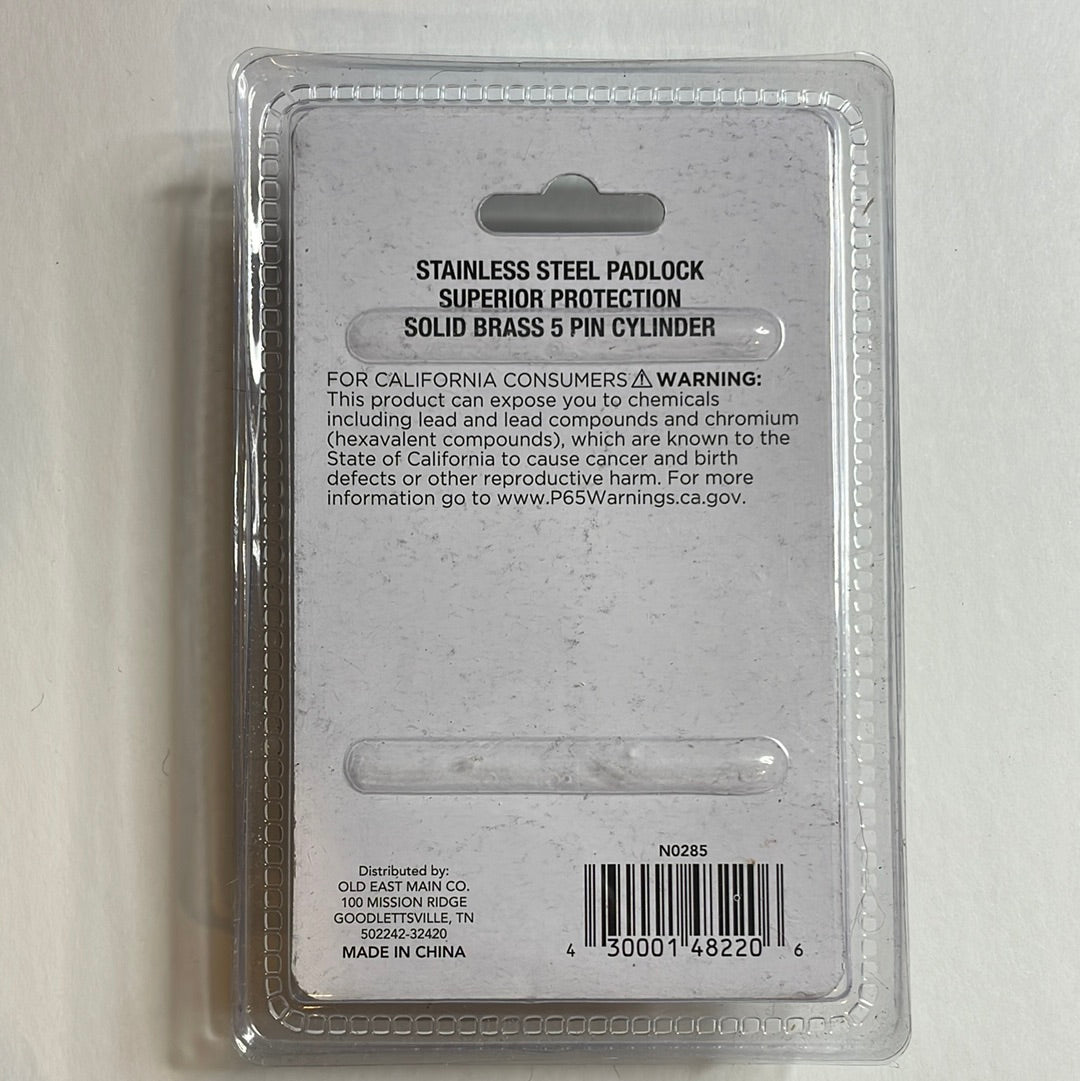 STAINLESS STEEL PADLOCK
SUPERIOR PROTECTION
SOLID BRASS 5 PIN CYLINDER
FOR CALIFORNIA CONSUMERS ⚠ WARNING:
This product can expose you to chemicals
including lead and lead compounds and chromium
(hexavalent compounds), which are known to the
State of California to cause cancer and birth
defects or other reproductive harm. For more
information go to www.P65Warnings.ca.gov.
N0285
Distributed by:
OLD EAST MAIN CO.
100 MISSION RIDGE
GOODLETTSVILLE, TN
502242-32420
MADE IN CHINA
4 30001 48220 6